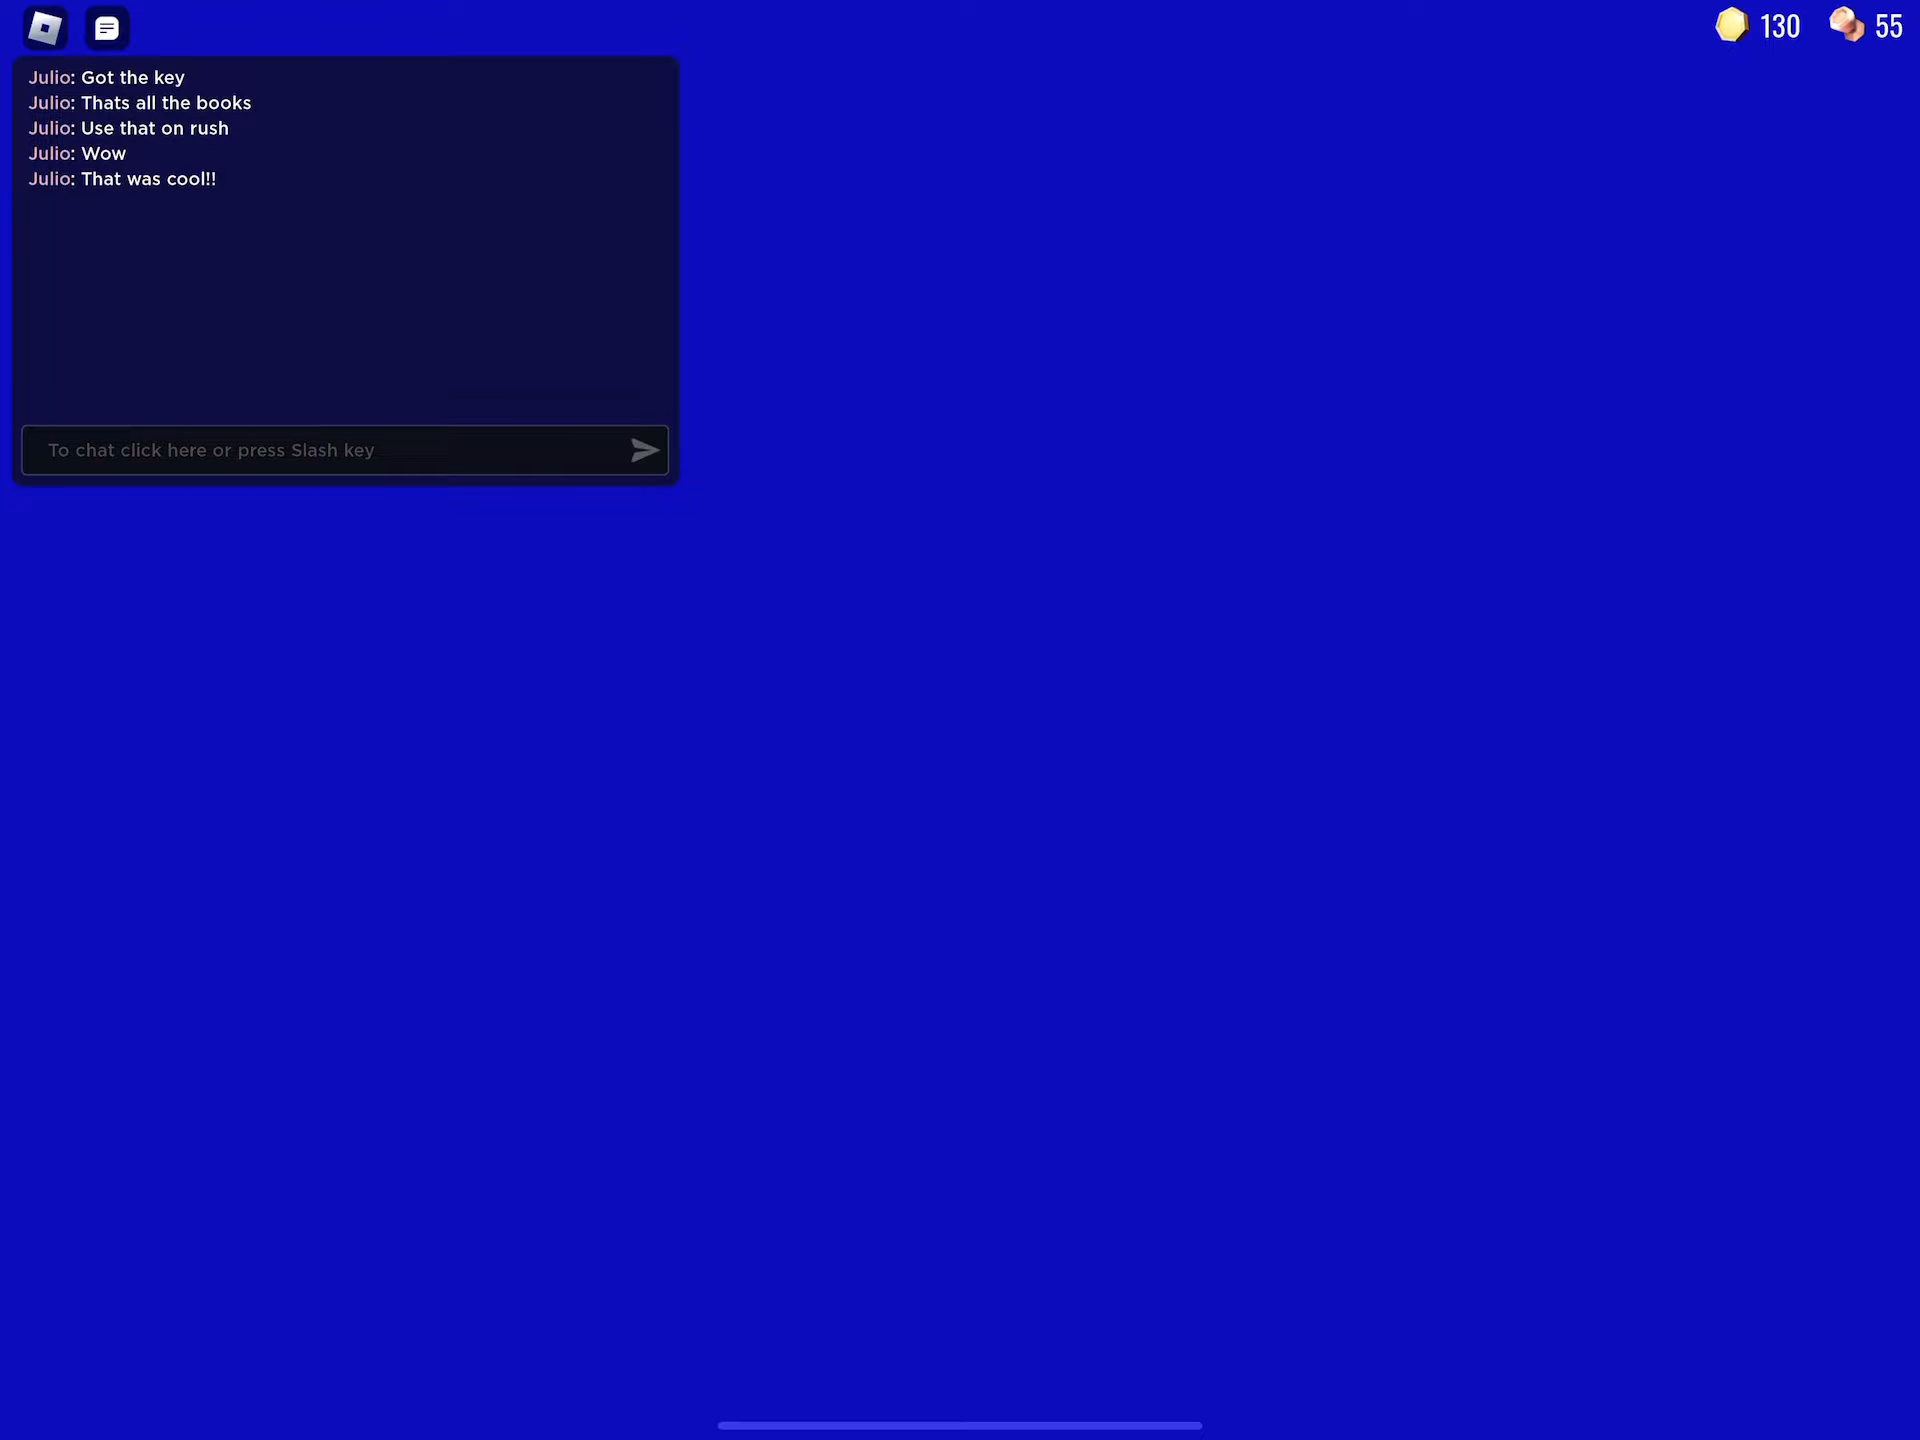 130 55
Julio: Got the key
Julio: Thats all the books
Julio: Use that on rush
Julio: Wow
Julio: That was cool!!
To chat click here or press Slash key